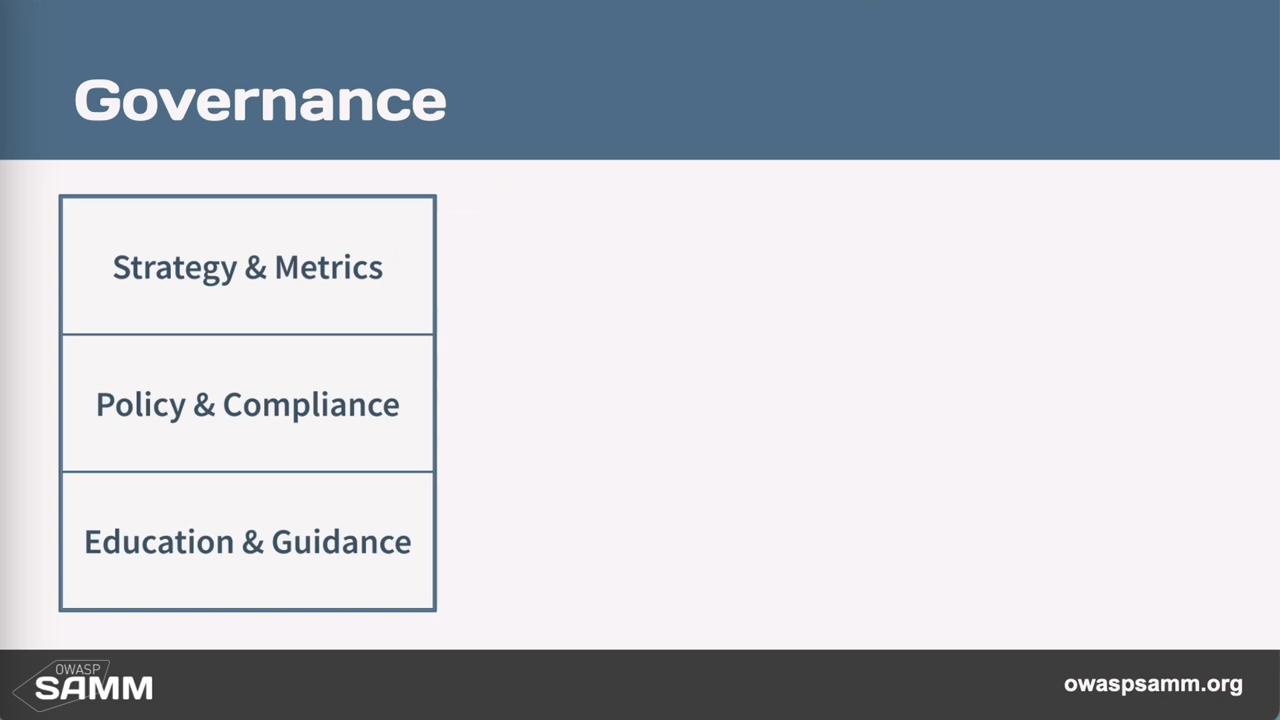 Governance
Strategy & Metrics
Policy & Compliance
Education & Guidance
OWASP
SAMM
owaspsamm.org